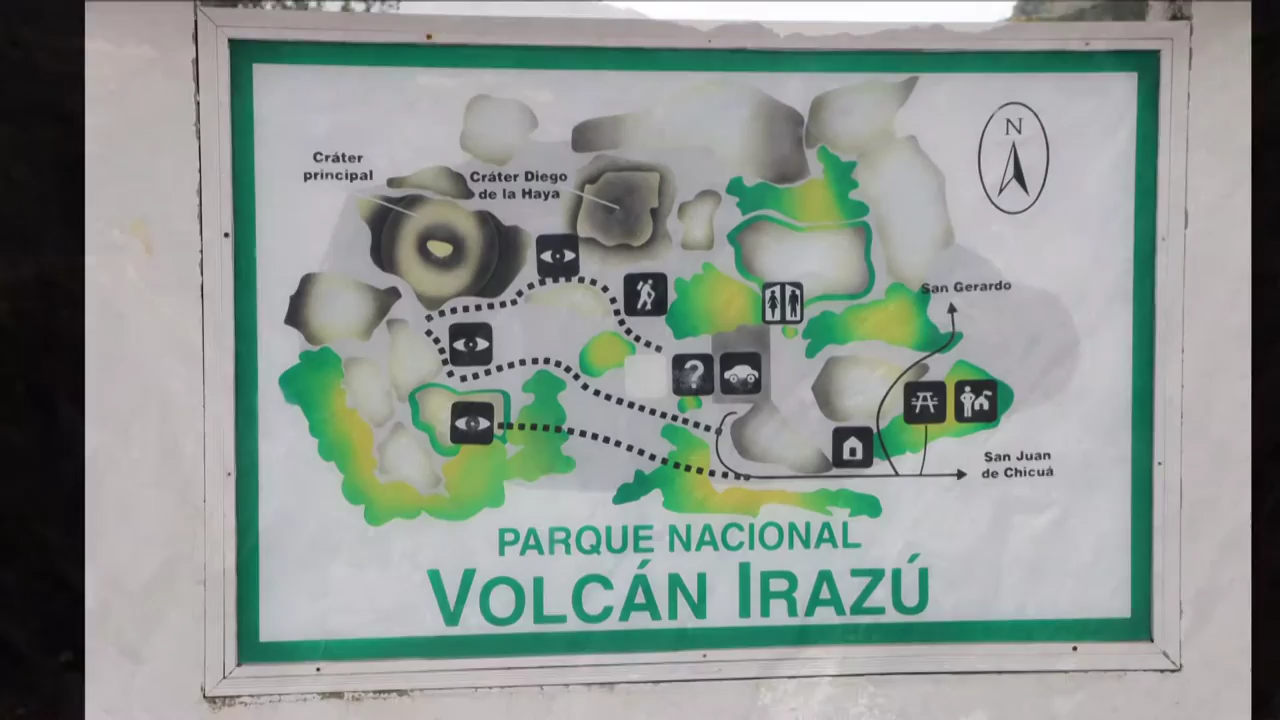 N
Cráter
principal
Cráter Diego
de la Haya
San Gerardo
?
San Juan
de Chicuá
PARQUE NACIONAL
VOLCÁN IRAZÚ